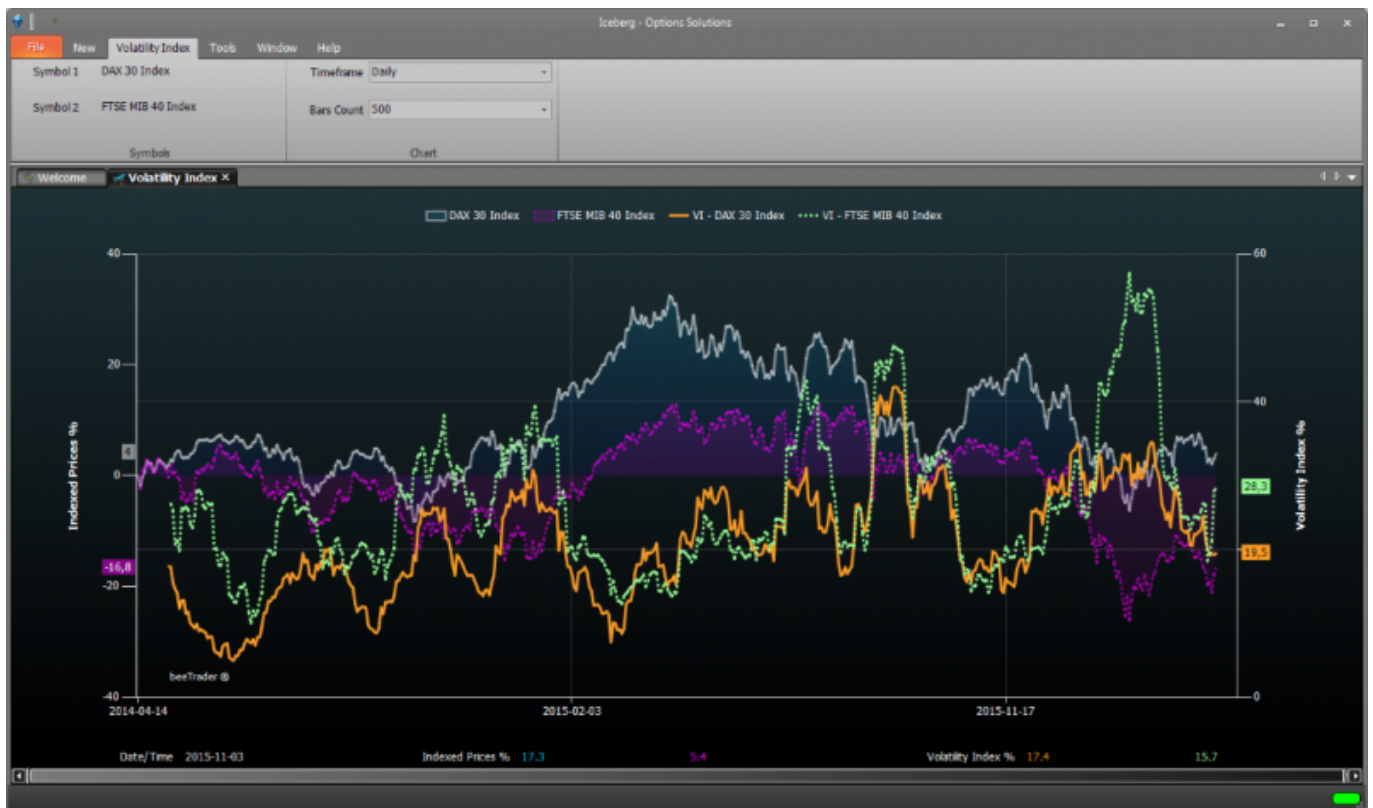 Iceberg - Options Solutions
File New Volatility Index Tools Window Help
Symbol 1 DAX 30 Index Timeframe Daily
Symbol 2 FTSE MIB 40 Index Bars Count 500
Symbols Chart
Welcome Volatility Index ×
DAX 30 Index FTSE MIB 40 Index VI - DAX 30 Index VI - FTSE MIB 40 Index
40 60
20 40
4
0
28,3
19,5
-16,8
-20
-40 0
Indexed Prices %
Volatility Index %
beeTrader ®
2014-04-14 2015-02-03 2015-11-17
Date/Time 2015-11-03 Indexed Prices % 17.3 5.4 Volatility Index % 17.4 15.7